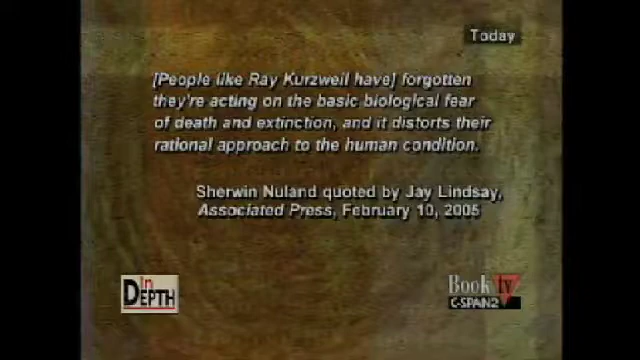 Today
[People like Ray Kurzweil have] forgotten
they're acting on the basic biological fear
of death and extinction, and it distorts their
rational approach to the human condition.
Sherwin Nuland quoted by Jay Lindsay,
Associated Press, February 10, 2005
In
DEPTH
Book tv
C-SPAN2